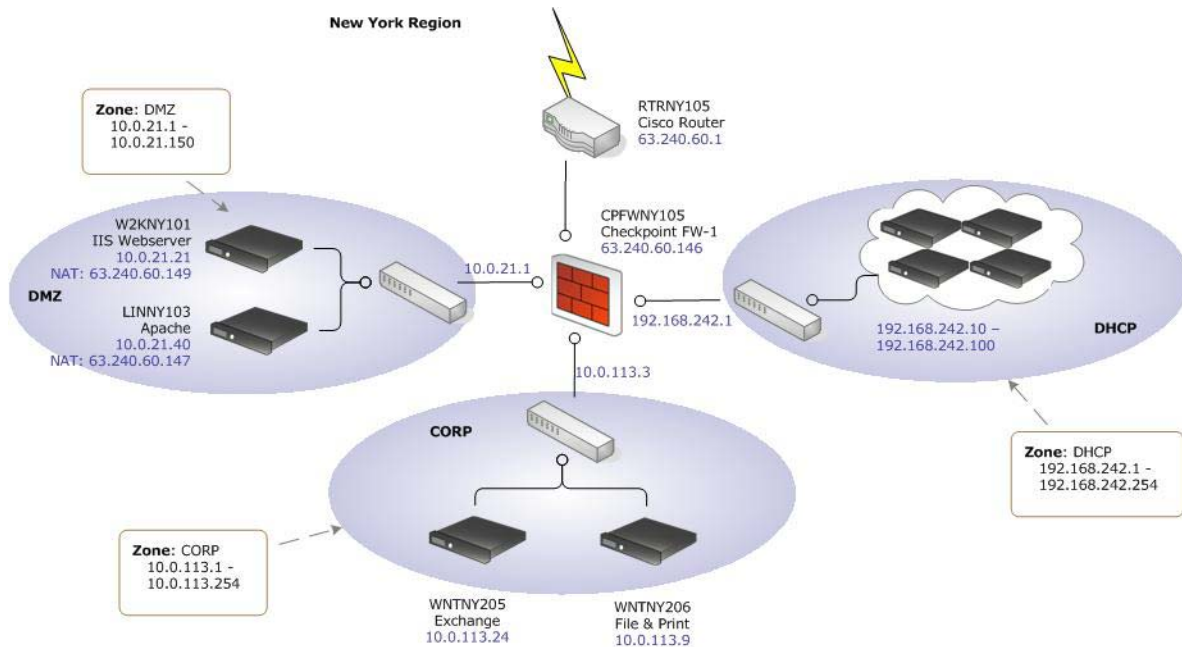 New York Region
Zone: DMZ
10.0.21.1 -
10.0.21.150
RTRNY105
Cisco Router
63.240.60.1
W2KNY101
IIS Webserver
10.0.21.21
NAT: 63.240.60.149
DMZ
LINNY103
Apache
10.0.21.40
NAT: 63.240.60.147
10.0.21.1
CPFWNY105
Checkpoint FW-1
63.240.60.146
192.168.242.1
192.168.242.10 –
192.168.242.100
DHCP
10.0.113.3
CORP
Zone: DHCP
192.168.242.1 -
192.168.242.254
Zone: CORP
10.0.113.1 -
10.0.113.254
WNTNY205
Exchange
10.0.113.24
WNTNY206
File & Print
10.0.113.9